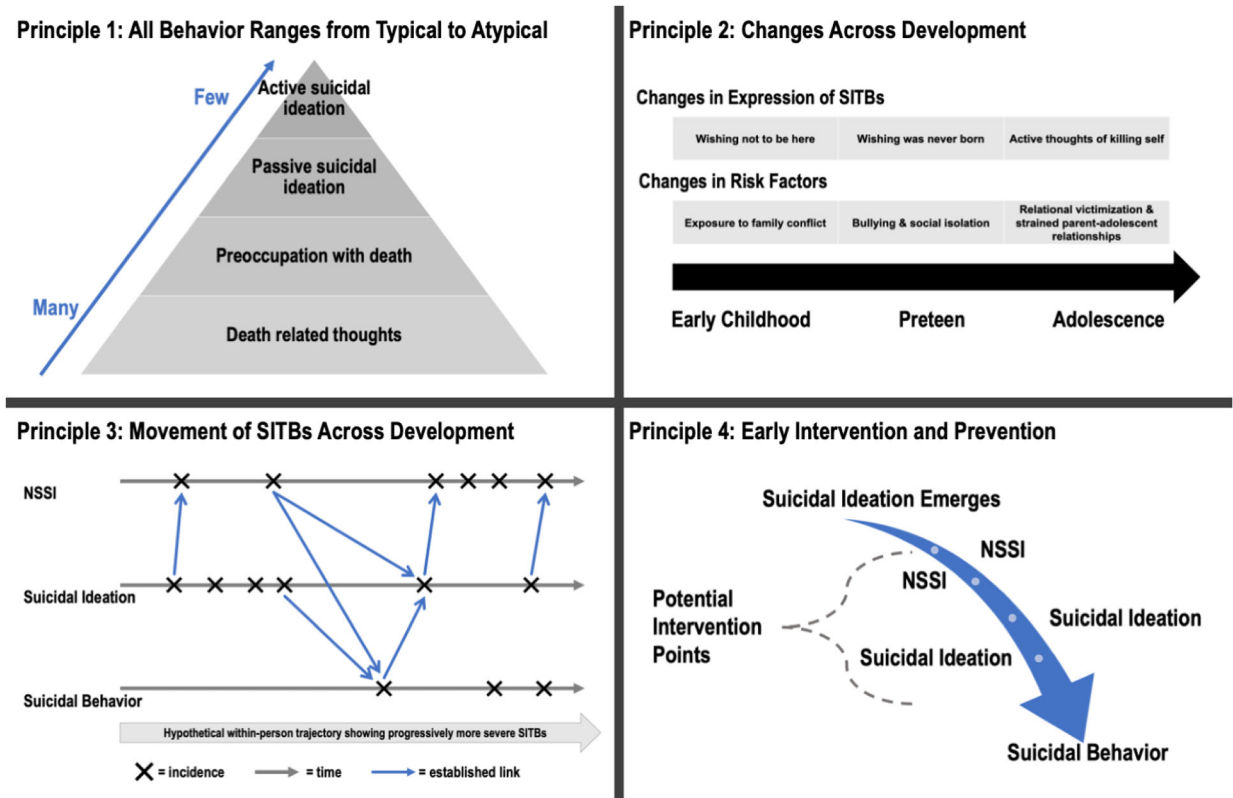 Principle 1: All Behavior Ranges from Typical to Atypical
Few
Many
Active suicidal
ideation
Passive suicidal
ideation
Preoccupation with death
Death related thoughts
Principle 2: Changes Across Development
Changes in Expression of SITBs
Wishing not to be here
Wishing was never born
Active thoughts of killing self
Changes in Risk Factors
Exposure to family conflict
Bullying & social isolation
Relational victimization &
strained parent-adolescent
relationships
Early Childhood
Preteen
Adolescence
Principle 3: Movement of SITBs Across Development
NSSI
Suicidal Ideation
Suicidal Behavior
Hypothetical within-person trajectory showing progressively more severe SITBs
= incidence
= time
= established link
Principle 4: Early Intervention and Prevention
Suicidal Ideation Emerges
NSSI
NSSI
Potential
Intervention
Points
Suicidal Ideation
Suicidal Ideation
Suicidal Behavior